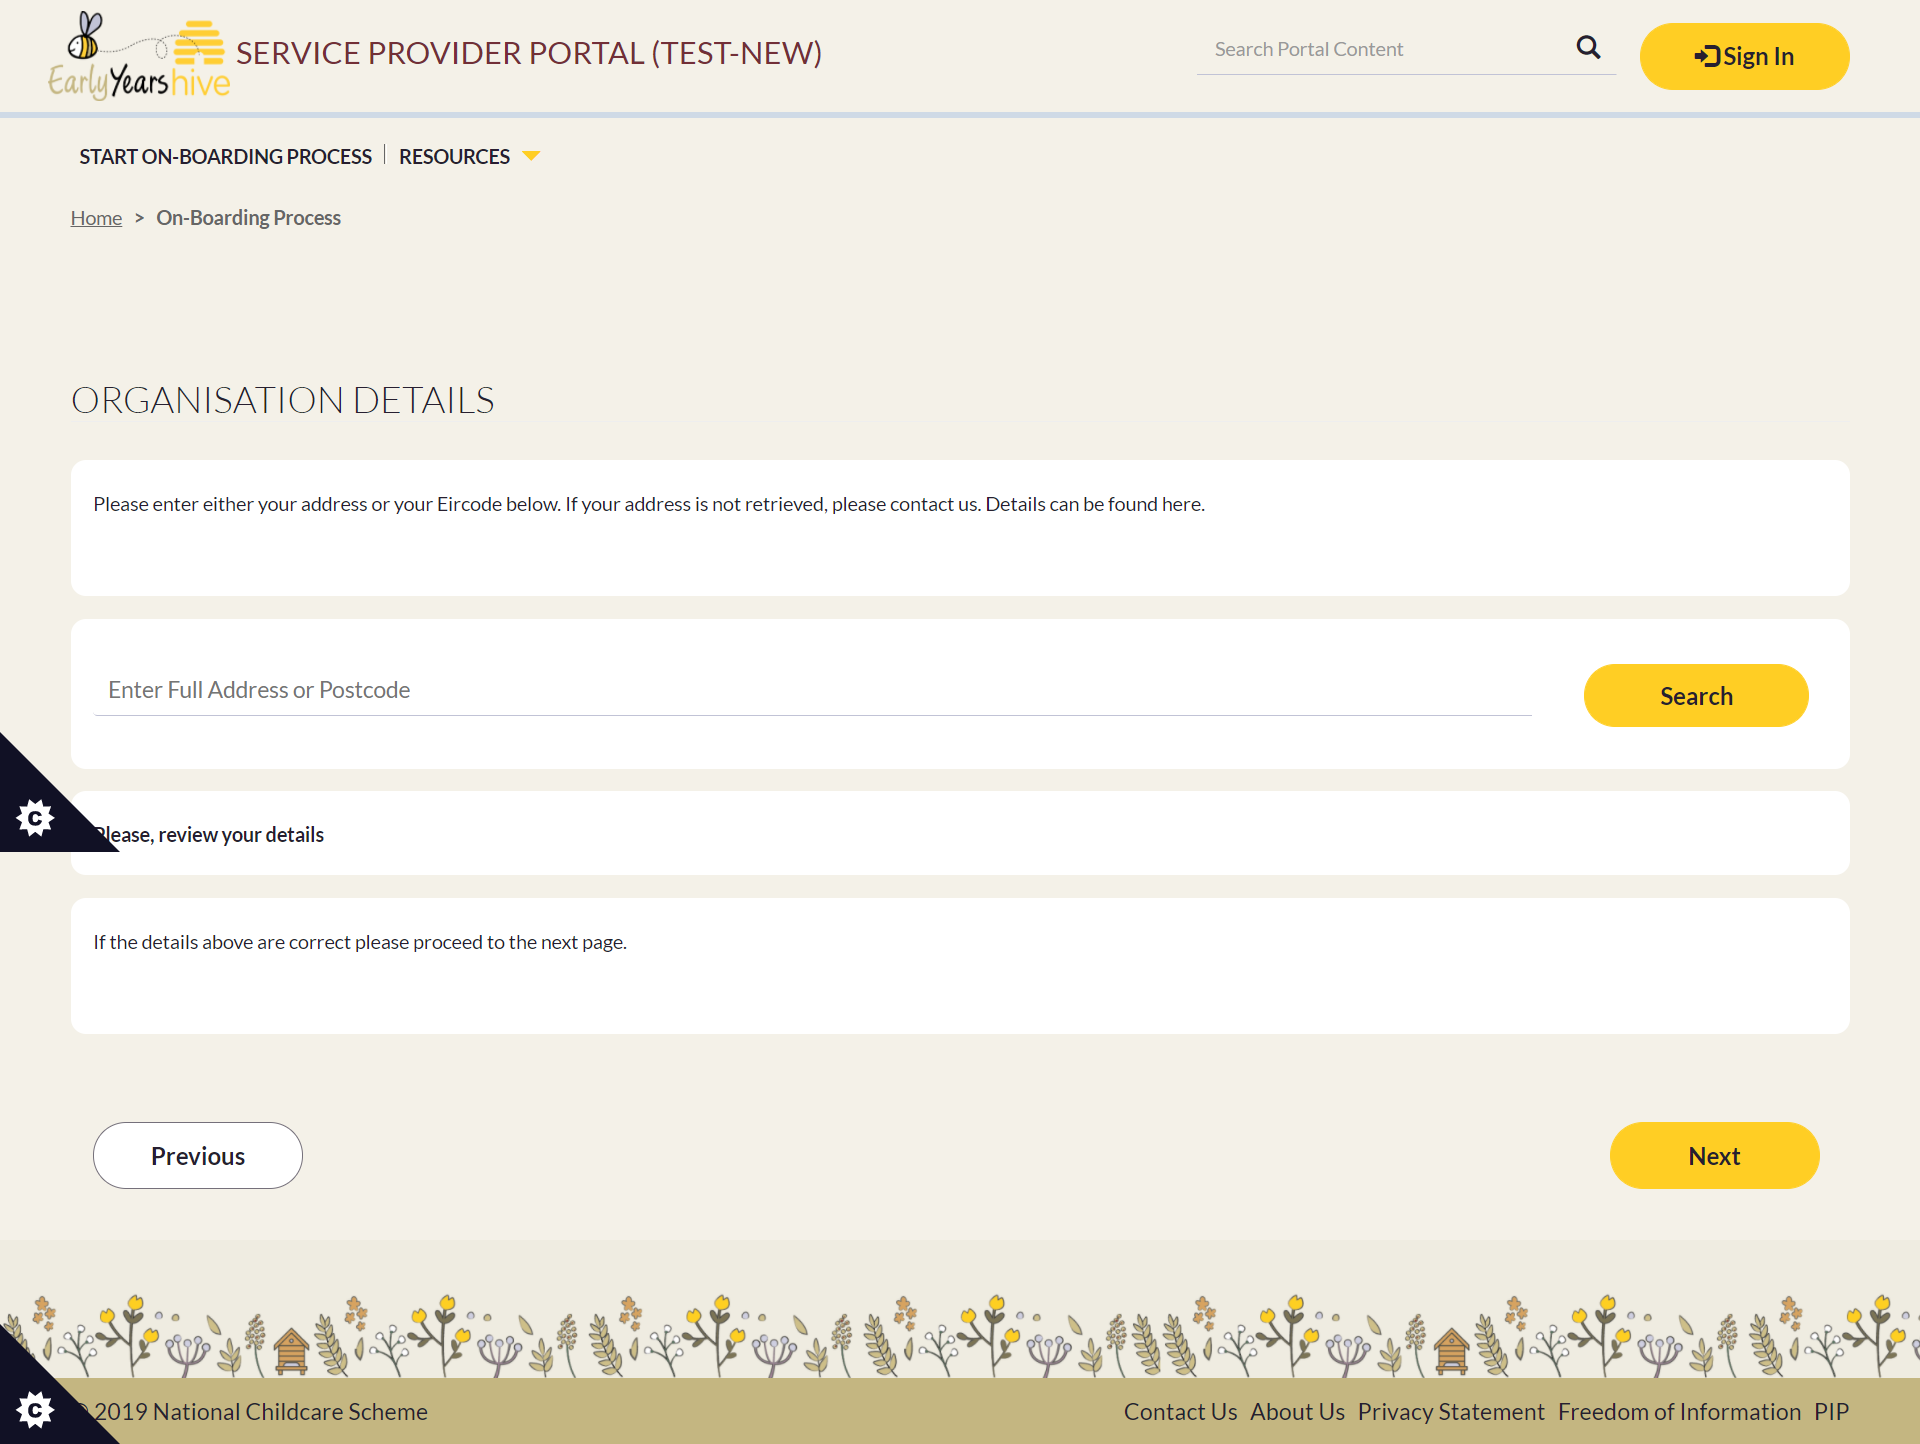 EarlyYearshive
SERVICE PROVIDER PORTAL (TEST-NEW)
Search Portal Content
Sign In
START ON-BOARDING PROCESS
RESOURCES
Home > On-Boarding Process
ORGANISATION DETAILS
Please enter either your address or your Eircode below. If your address is not retrieved, please contact us. Details can be found here.
Enter Full Address or Postcode
Search
Please, review your details
If the details above are correct please proceed to the next page.
Previous
Next
© 2019 National Childcare Scheme
Contact Us About Us Privacy Statement Freedom of Information PIP
C
C